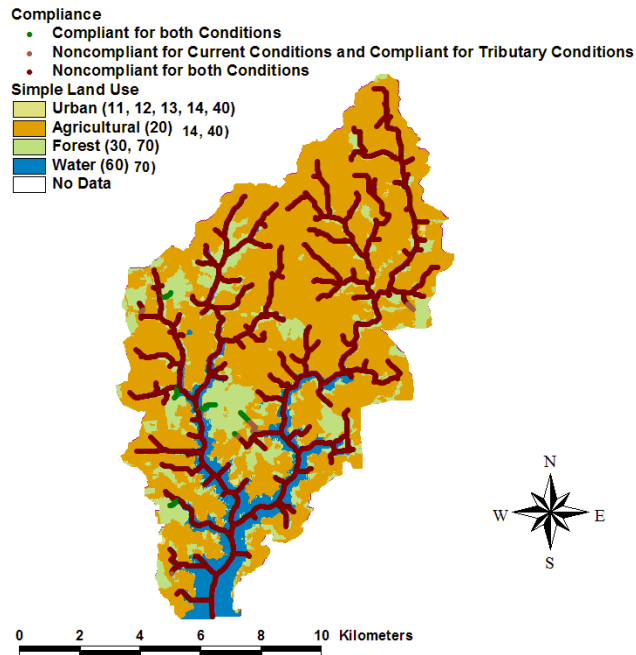 Compliance
Compliant for both Conditions
Noncompliant for Current Conditions and Compliant for Tributary Conditions
Noncompliant for both Conditions
Simple Land Use
Urban (11, 12, 13, 14, 40)
Agricultural (20) 14, 40)
Forest (30, 70)
Water (60) 70)
No Data
N
W E
S
0 2 4 6 8 10 Kilometers